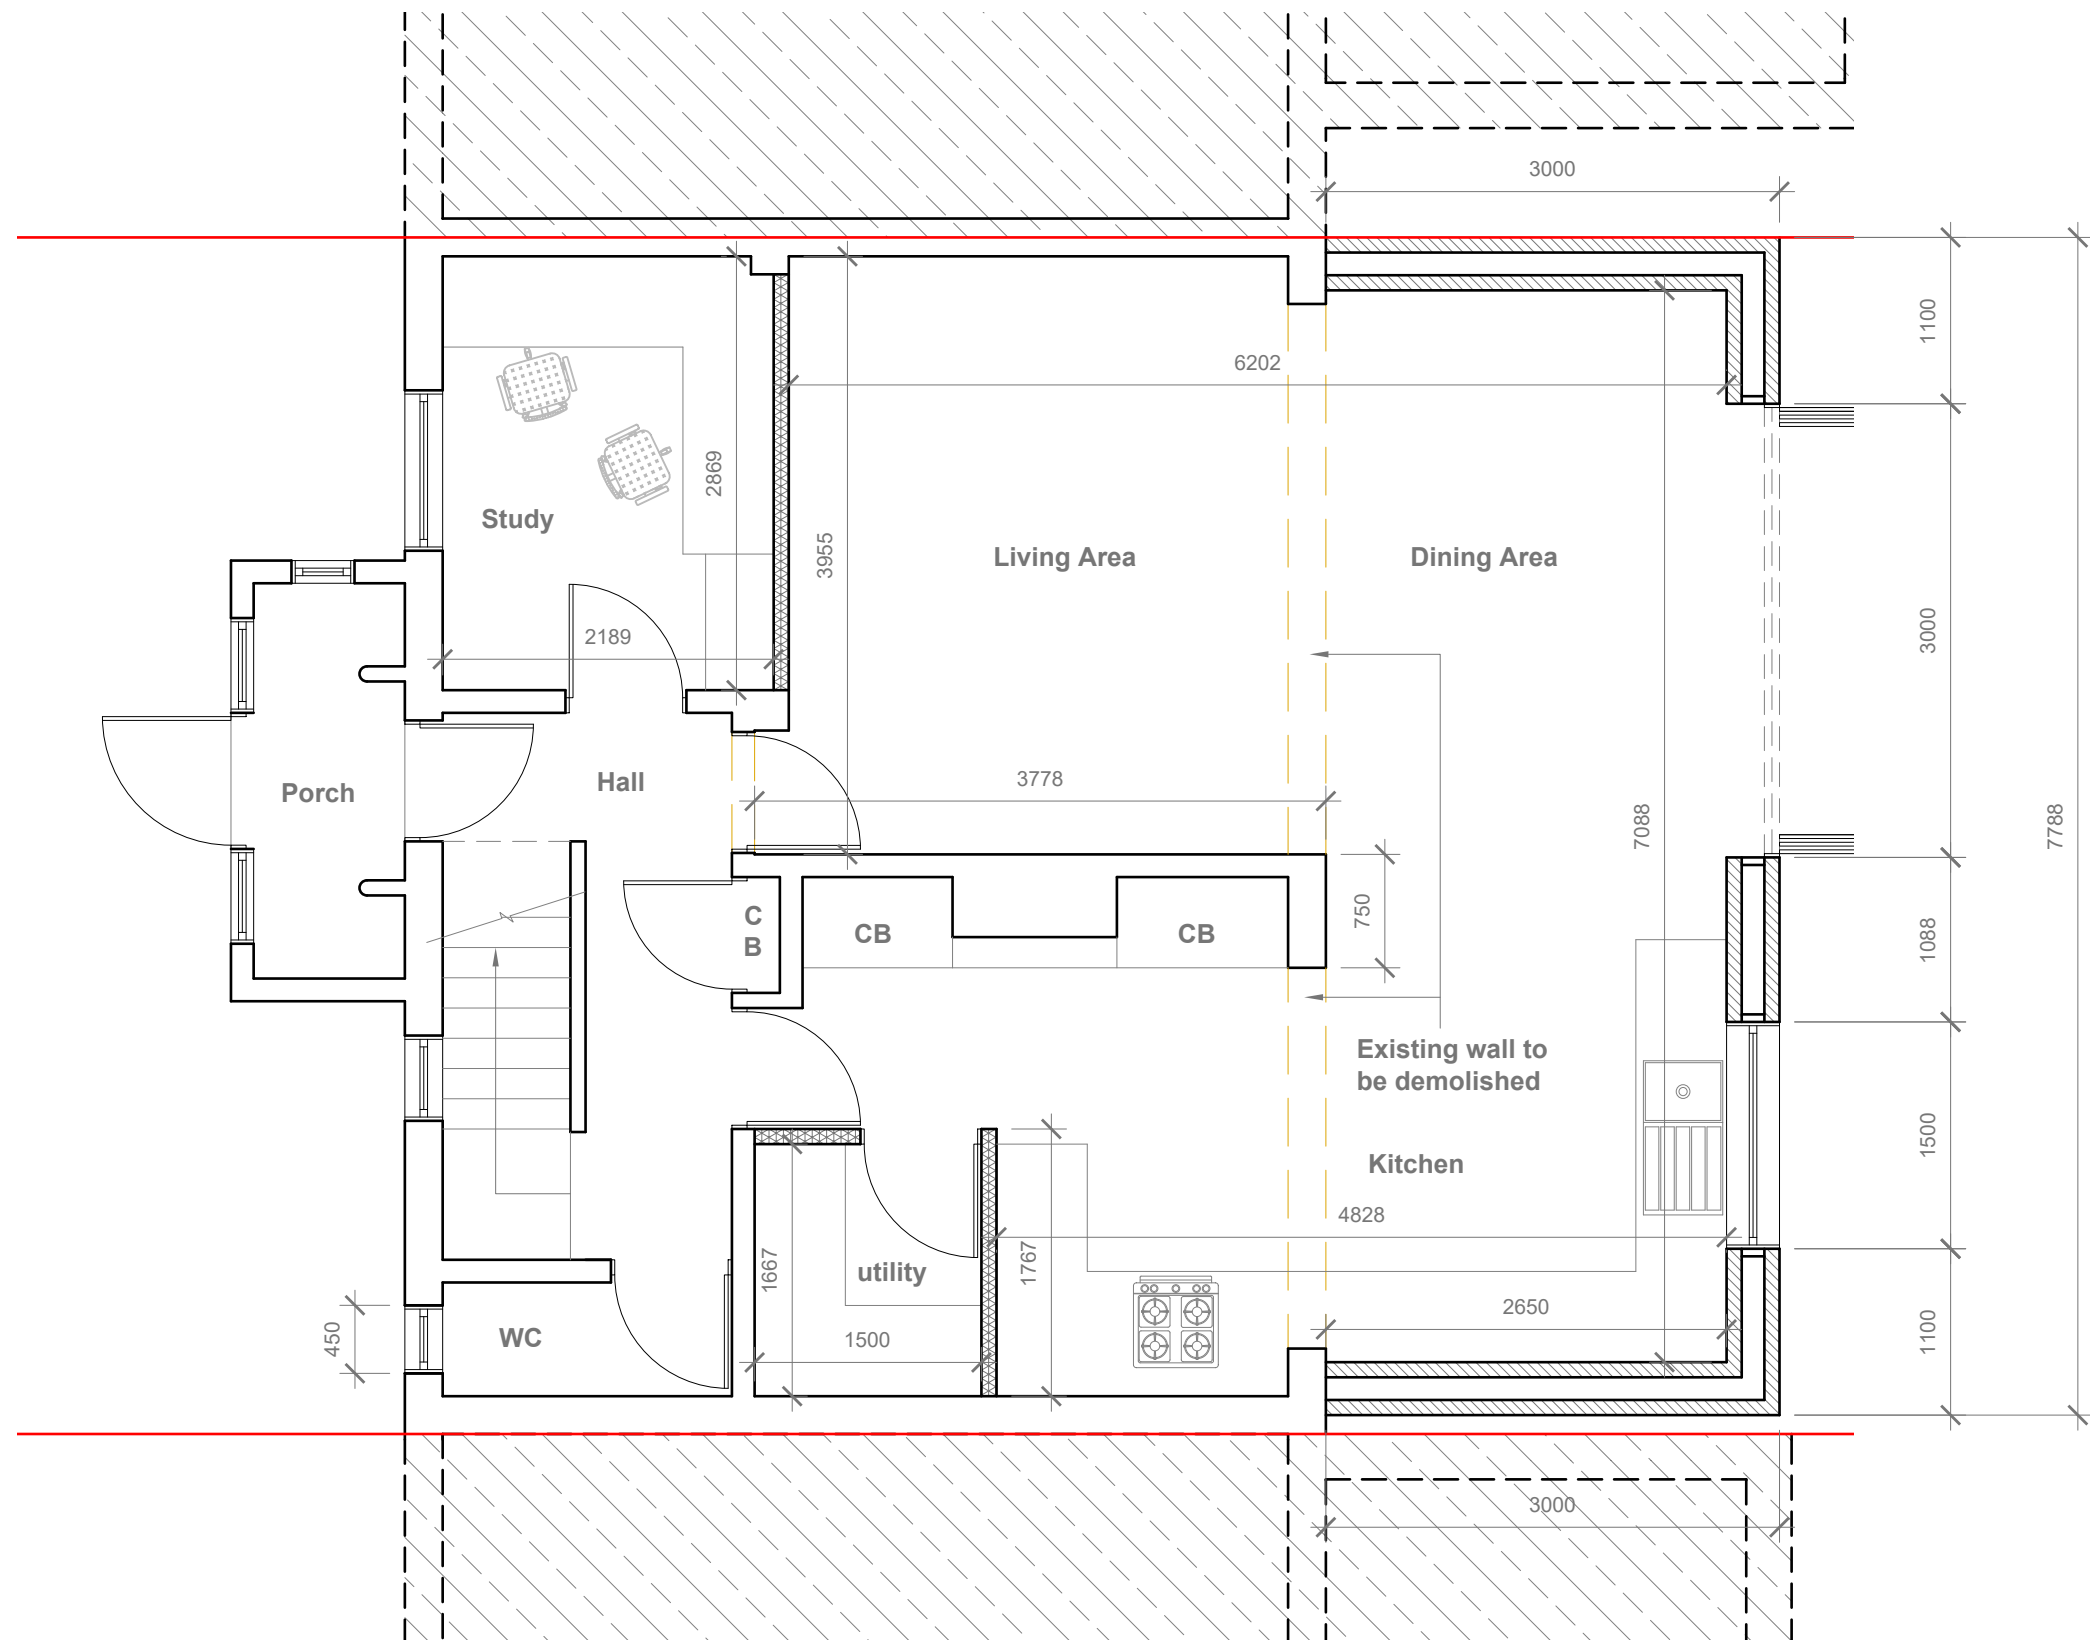 3000
1100
6202
2869
Study
3955
Living Area
Dining Area
3000
2189
Hall
Porch
3778
7088
7788
C
B
CB
CB
750
1088
Existing wall to
be demolished
1500
Kitchen
4828
1667
utility
1767
2650
450
WC
1500
1100
3000